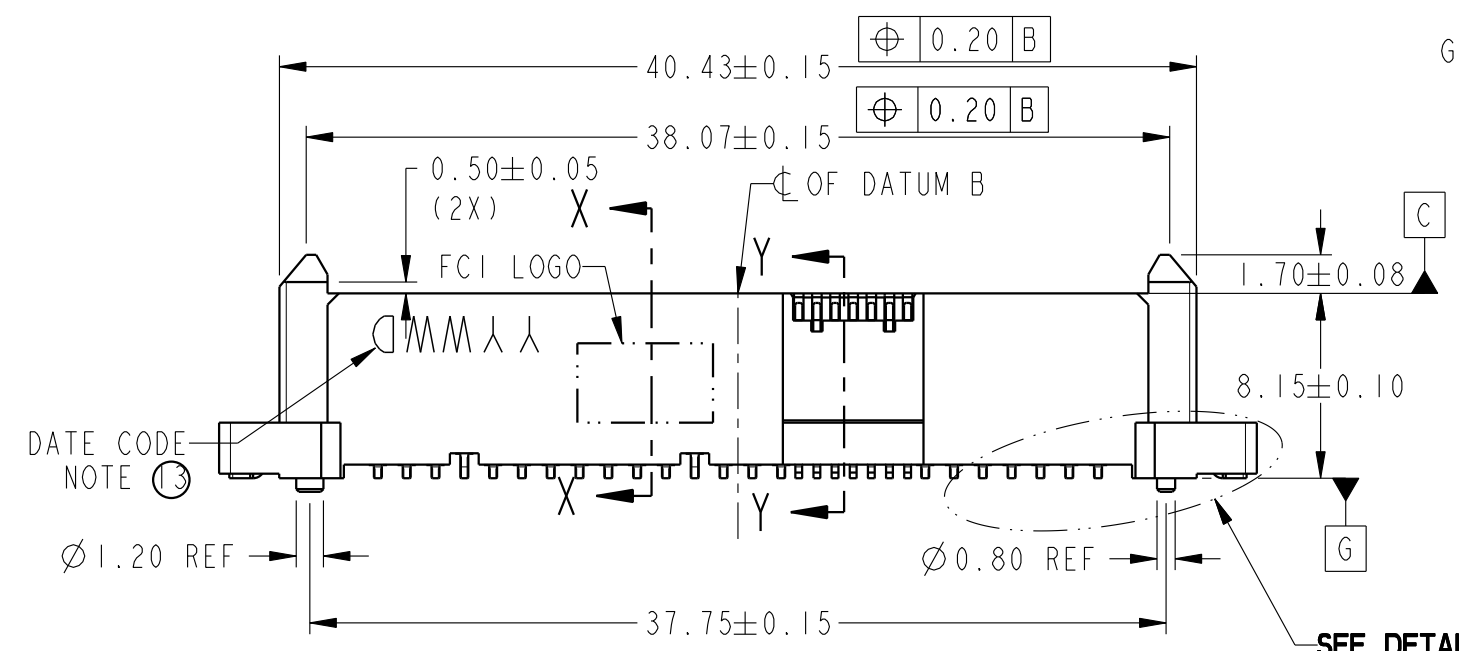 ⌖ 0.20 B
40.43±0.15
G
⌖ 0.20 B
38.07±0.15
0.50±0.05
(2X)
X
℄ OF DATUM B
C
Y
FCI LOGO
1.70±0.08
DWWYY
8.15±0.10
DATE CODE
NOTE 13
X
Y
Ø1.20 REF
Ø0.80 REF
G
37.75±0.15
SEE DETAI